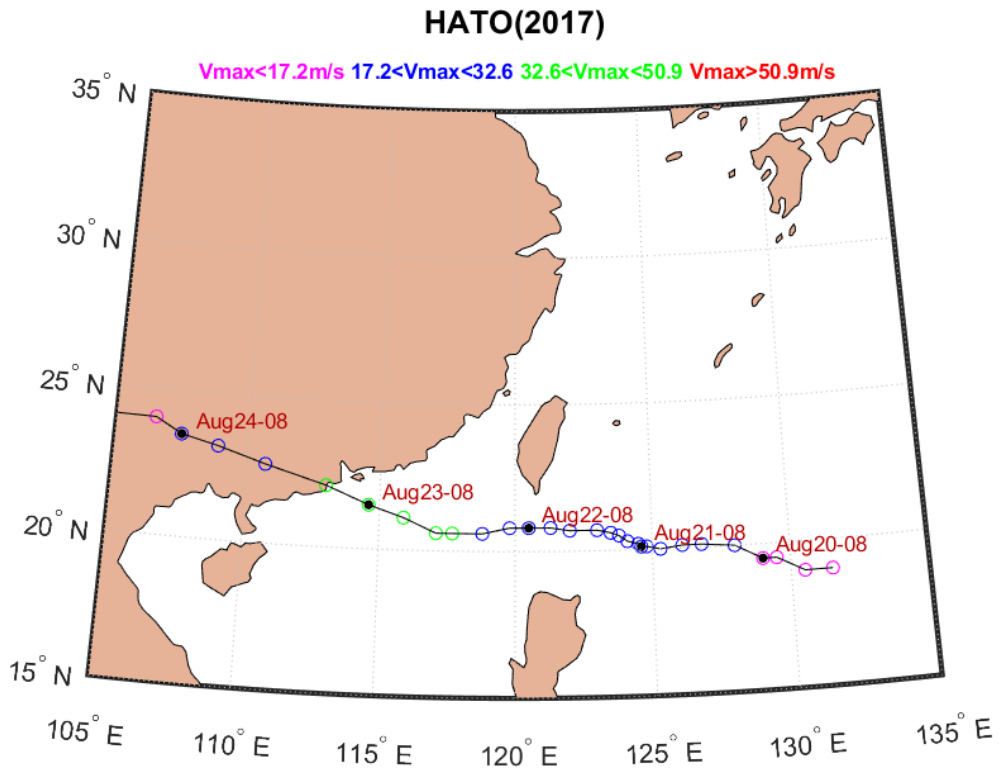 HATO(2017)
Vmax<17.2m/s 17.2<Vmax<32.6 32.6<Vmax<50.9 Vmax>50.9m/s
35° N
30° N
25° N
Aug24-08
Aug23-08
Aug22-08
20° N
Aug21-08
Aug20-08
15° N
105° E
110° E
115° E
120° E
125° E
130° E
135° E